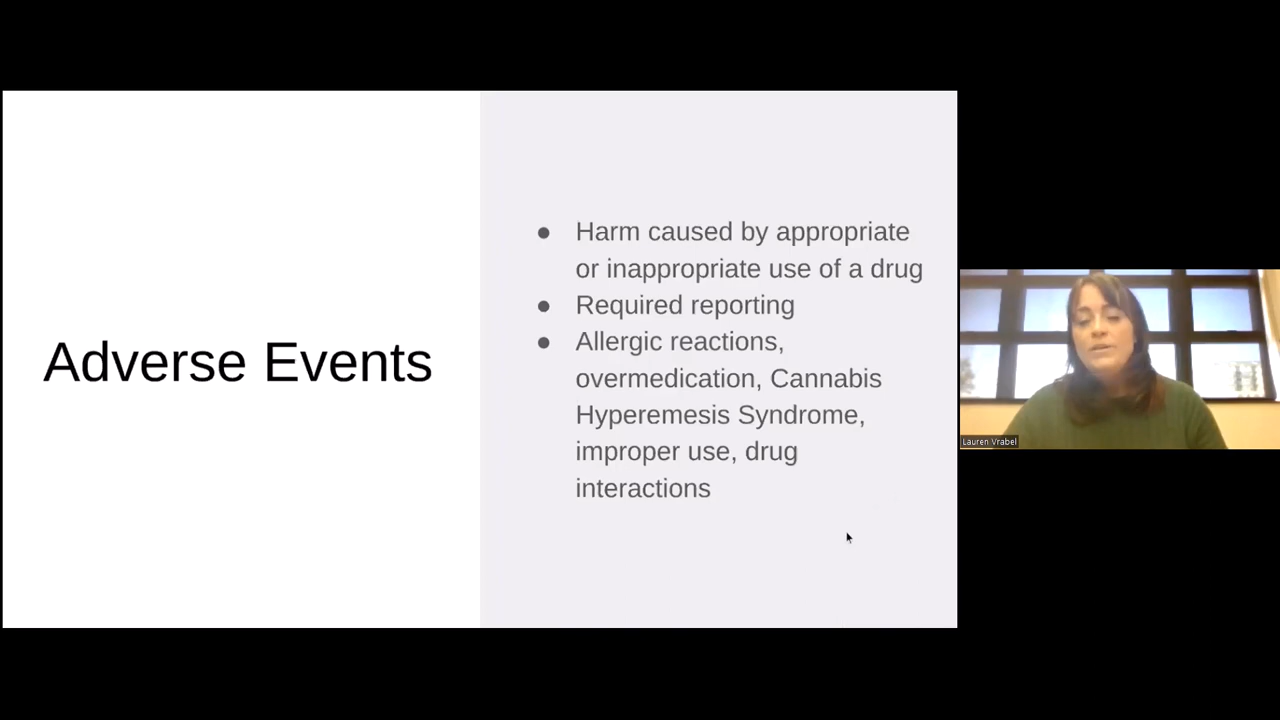 Adverse Events
● Harm caused by appropriate
or inappropriate use of a drug
● Required reporting
● Allergic reactions,
overmedication, Cannabis
Hyperemesis Syndrome,
improper use, drug
interactions
Lauren Vrabel